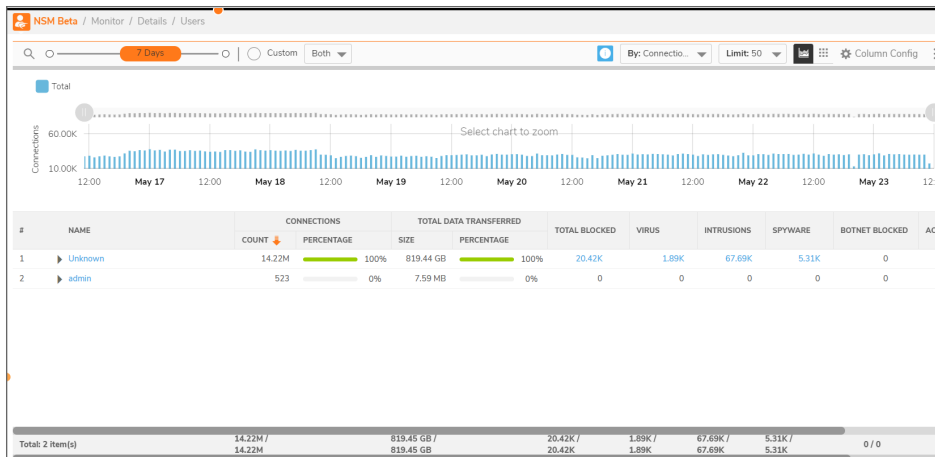 NSM Beta / Monitor / Details / Users
7 Days Custom Both By: Connectio... Limit: 50 Column Config
Total
Select chart to zoom
Connections
60.00K
10.00K
12:00 May 17 12:00 May 18 12:00 May 19 12:00 May 20 12:00 May 21 12:00 May 22 12:00 May 23 12:
# NAME CONNECTIONS TOTAL DATA TRANSFERRED TOTAL BLOCKED VIRUS INTRUSIONS SPYWARE BOTNET BLOCKED AC
COUNT PERCENTAGE SIZE PERCENTAGE
1 Unknown 14.22M 100% 819.44 GB 100% 20.42K 1.89K 67.69K 5.31K 0
2 admin 523 0% 7.59 MB 0% 0 0 0 0 0
Total: 2 item(s) 14.22M / 819.45 GB / 20.42K / 1.89K / 67.69K / 5.31K / 0 / 0
14.22M 819.45 GB 20.42K 1.89K 67.69K 5.31K